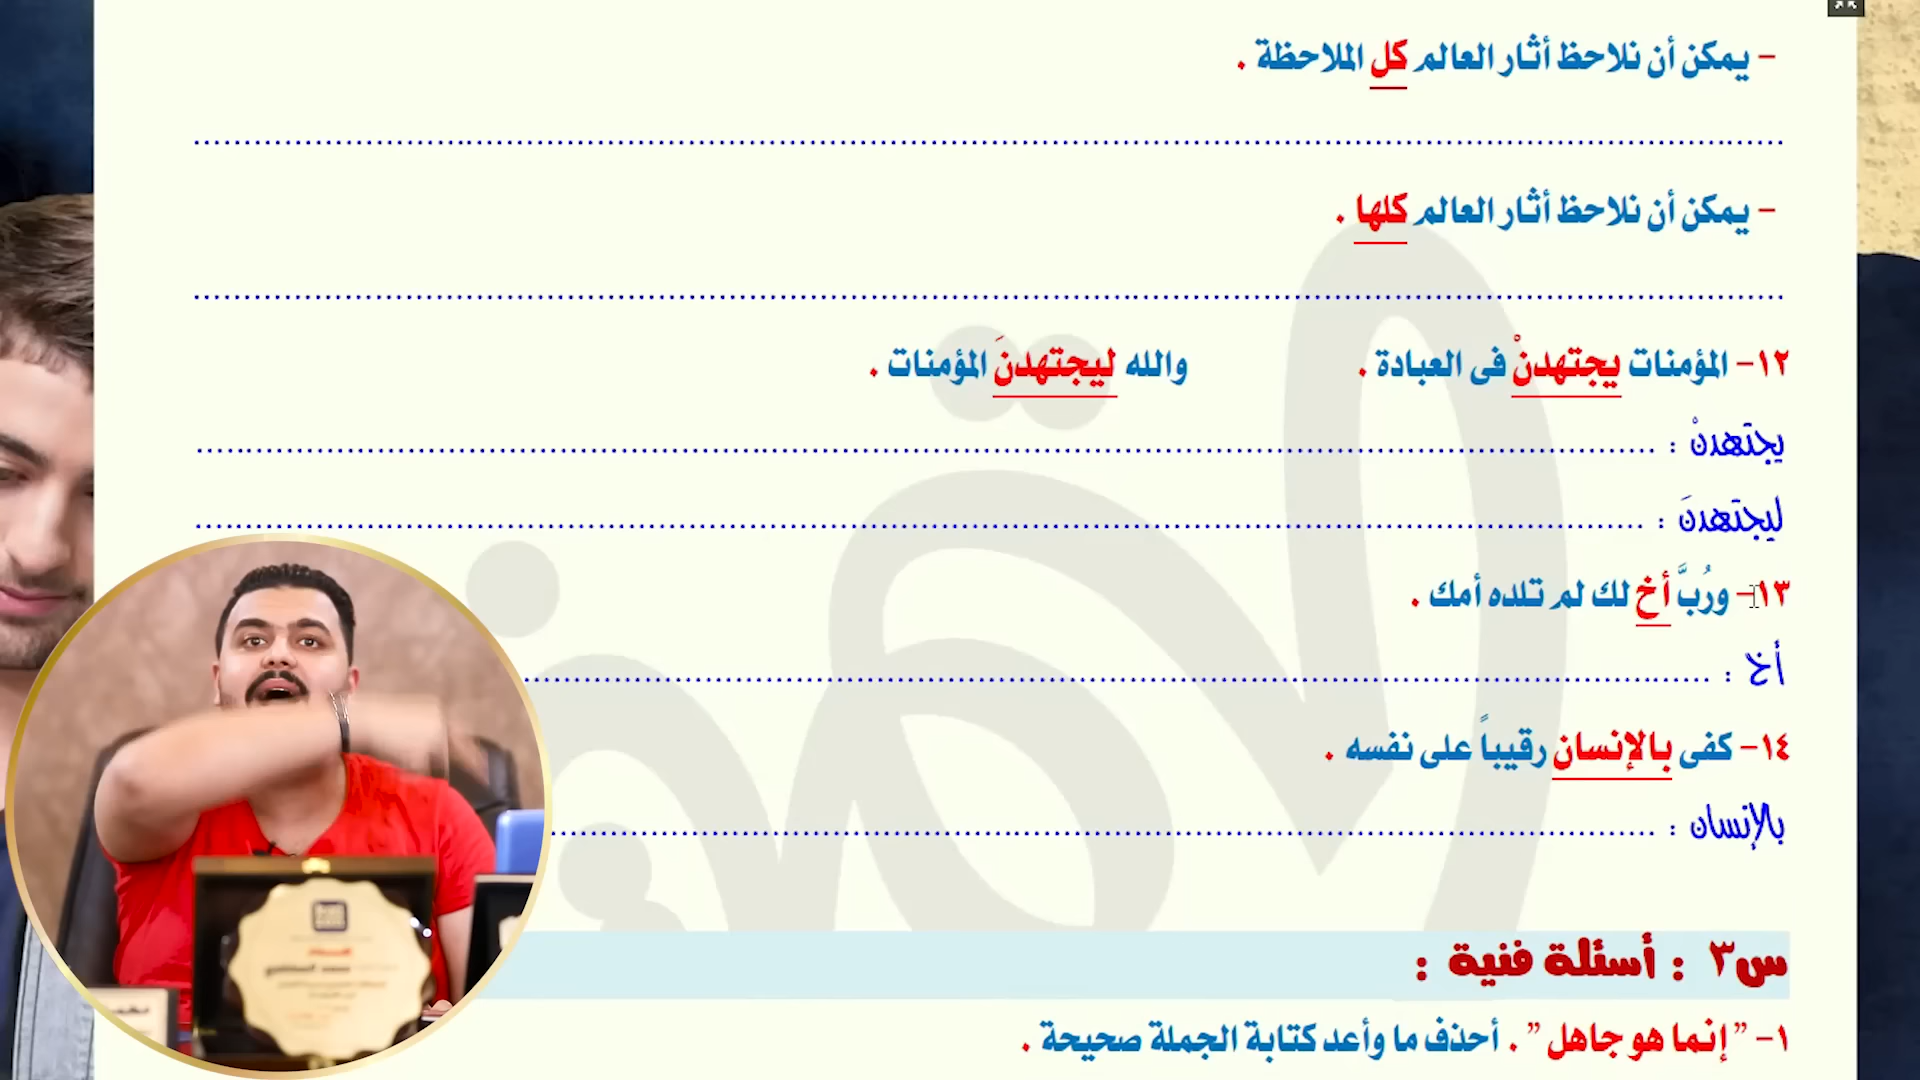 - يمكن أن نلاحظ أثار العالم كل الملاحظة .
- يمكن أن نلاحظ أثار العالم كلها .
١٢- المؤمنات يجتهدنْ فى العبادة . والله ليجتهدنَ المؤمنات .
يجتهدنْ :
ليجتهدنَ :
١٣- ورُبَّ أخ لك لم تلده أمك .
أخ :
١٤- كفى بالإنسان رقيباً على نفسه .
بالإنسان :
س٣ : أسئلة فنية :
١- "إنما هو جاهل" . أحذف ما وأعد كتابة الجملة صحيحة .